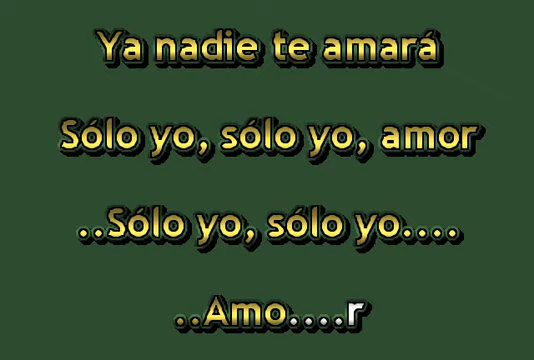 Ya nadie te amará
Sólo yo, sólo yo, amor
..Sólo yo, sólo yo....
..Amo....r